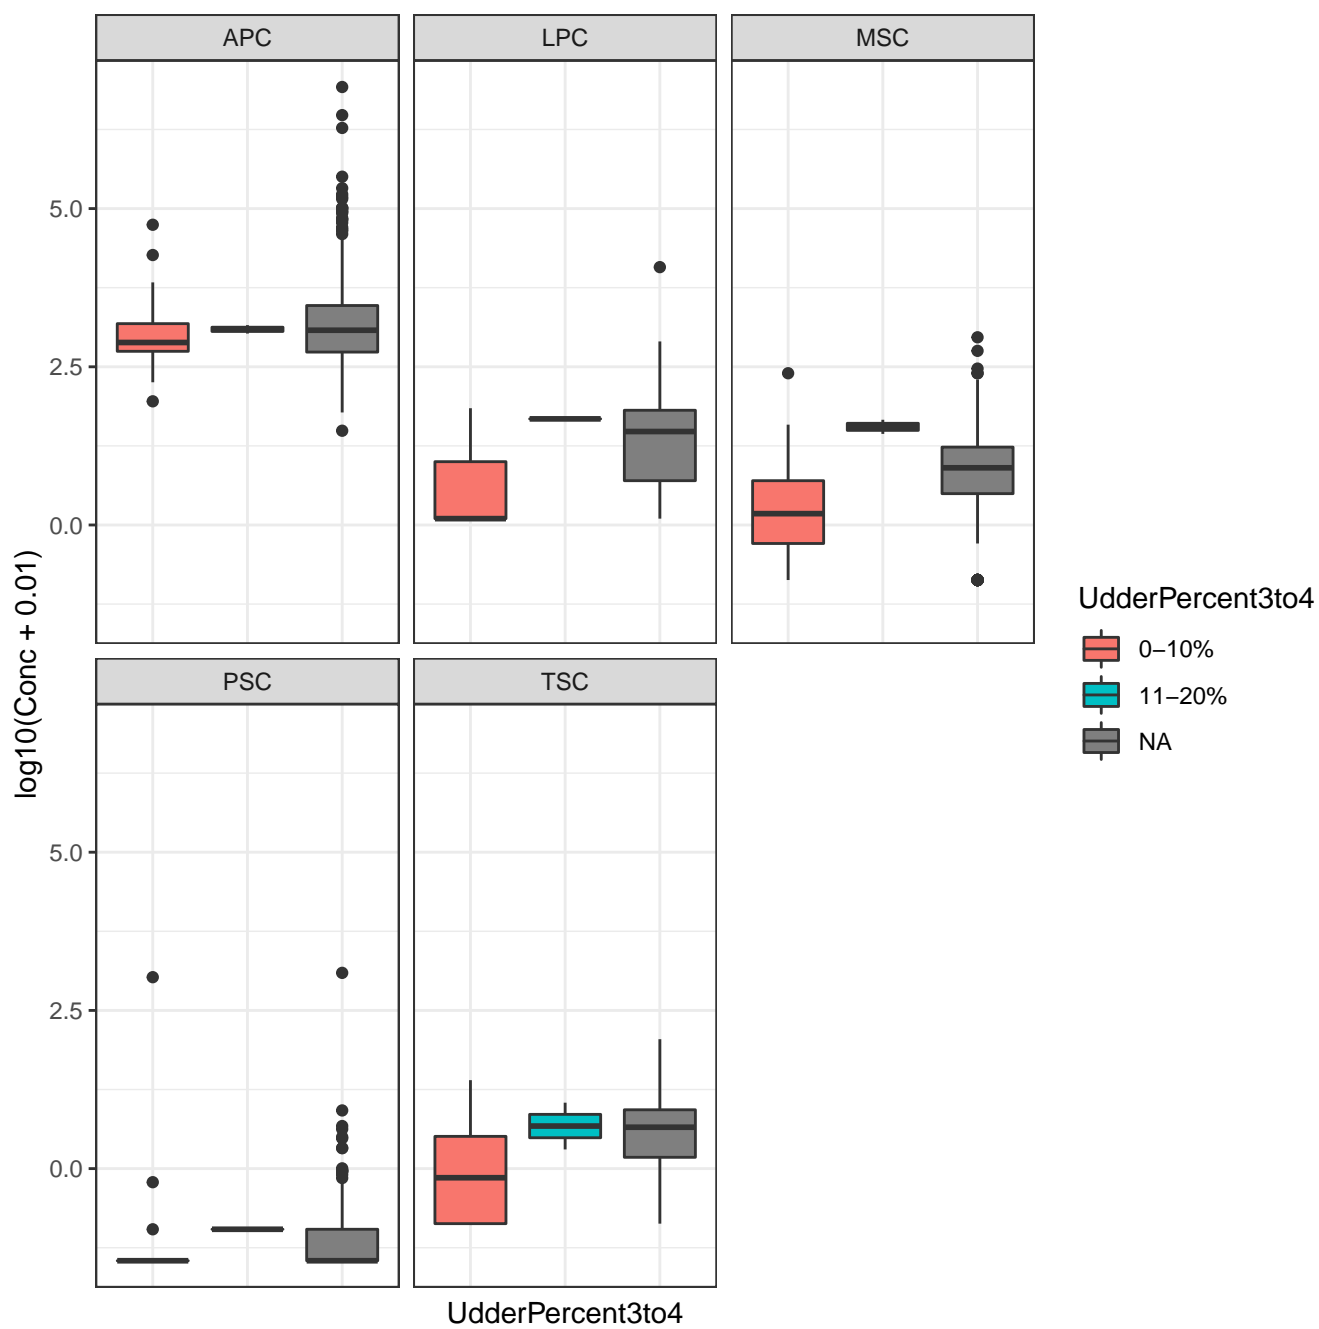 APC
LPC
MSC
5.0
2.5
0.0
PSC
TSC
5.0
2.5
0.0
log10(Conc + 0.01)
UdderPercent3to4
UdderPercent3to4
0−10%
11−20%
NA